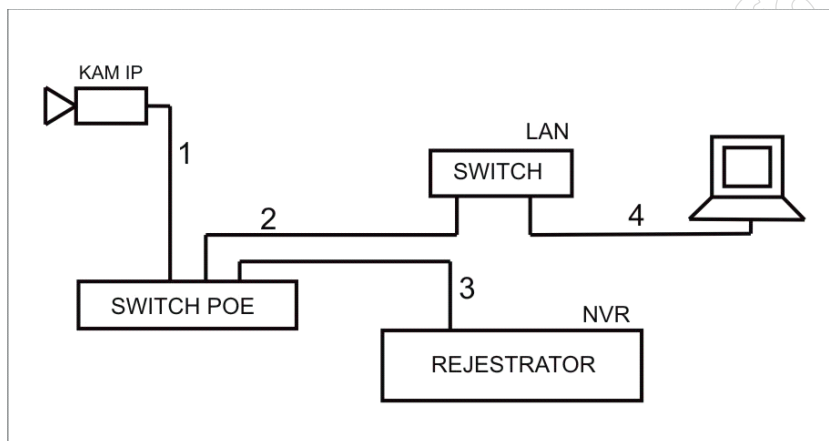 KAM IP
1
LAN
SWITCH
2
4
SWITCH POE
3
NVR
REJESTRATOR